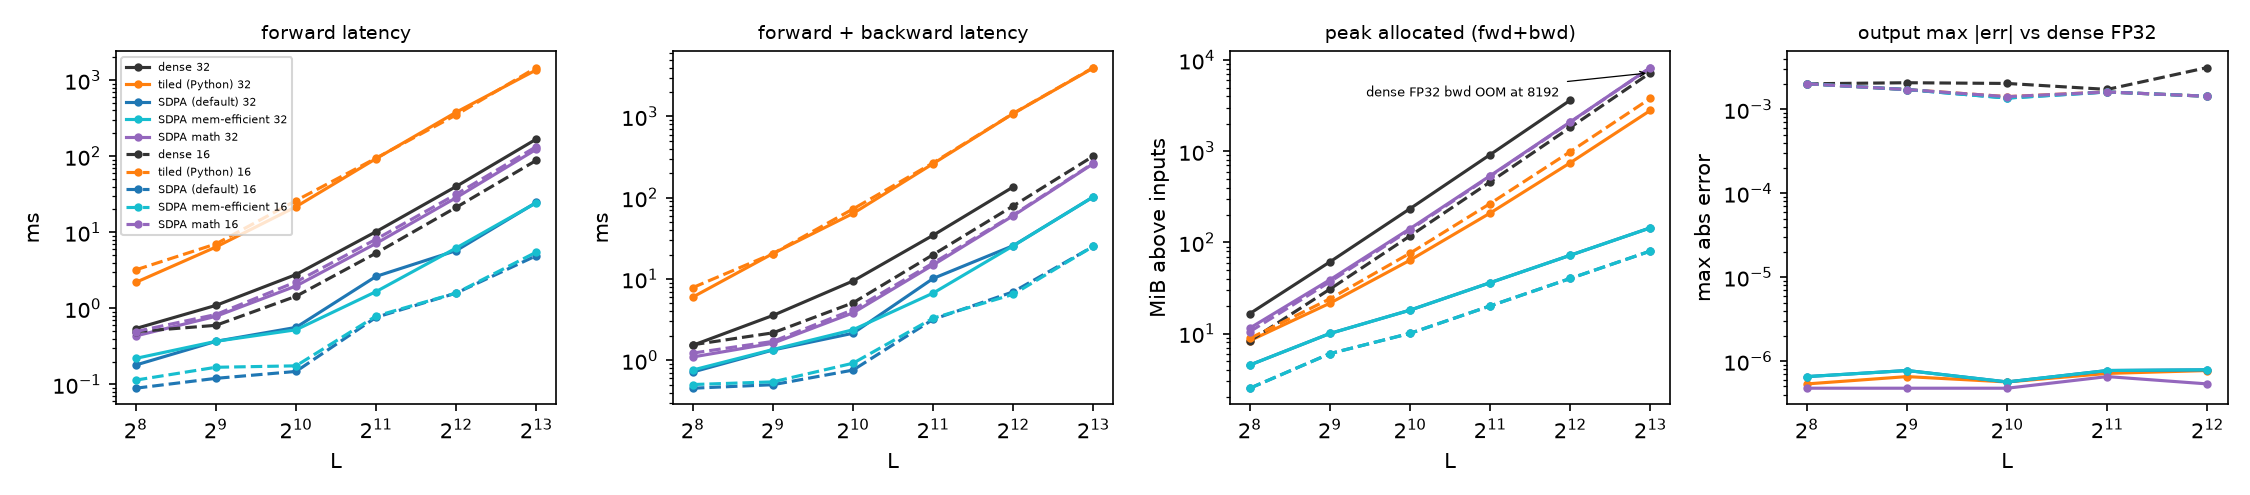 forward latency
10³
10²
10¹
10⁰
10⁻¹
ms
dense 32
tiled (Python) 32
SDPA (default) 32
SDPA mem-efficient 32
SDPA math 32
dense 16
tiled (Python) 16
SDPA (default) 16
SDPA mem-efficient 16
SDPA math 16
2⁸ 2⁹ 2¹⁰ 2¹¹ 2¹² 2¹³
L
forward + backward latency
10³
10²
10¹
10⁰
ms
2⁸ 2⁹ 2¹⁰ 2¹¹ 2¹² 2¹³
L
peak allocated (fwd+bwd)
10⁴
10³
10²
10¹
MiB above inputs
dense FP32 bwd OOM at 8192
2⁸ 2⁹ 2¹⁰ 2¹¹ 2¹² 2¹³
L
output max |err| vs dense FP32
10⁻³
10⁻⁴
10⁻⁵
10⁻⁶
max abs error
2⁸ 2⁹ 2¹⁰ 2¹¹ 2¹²
L